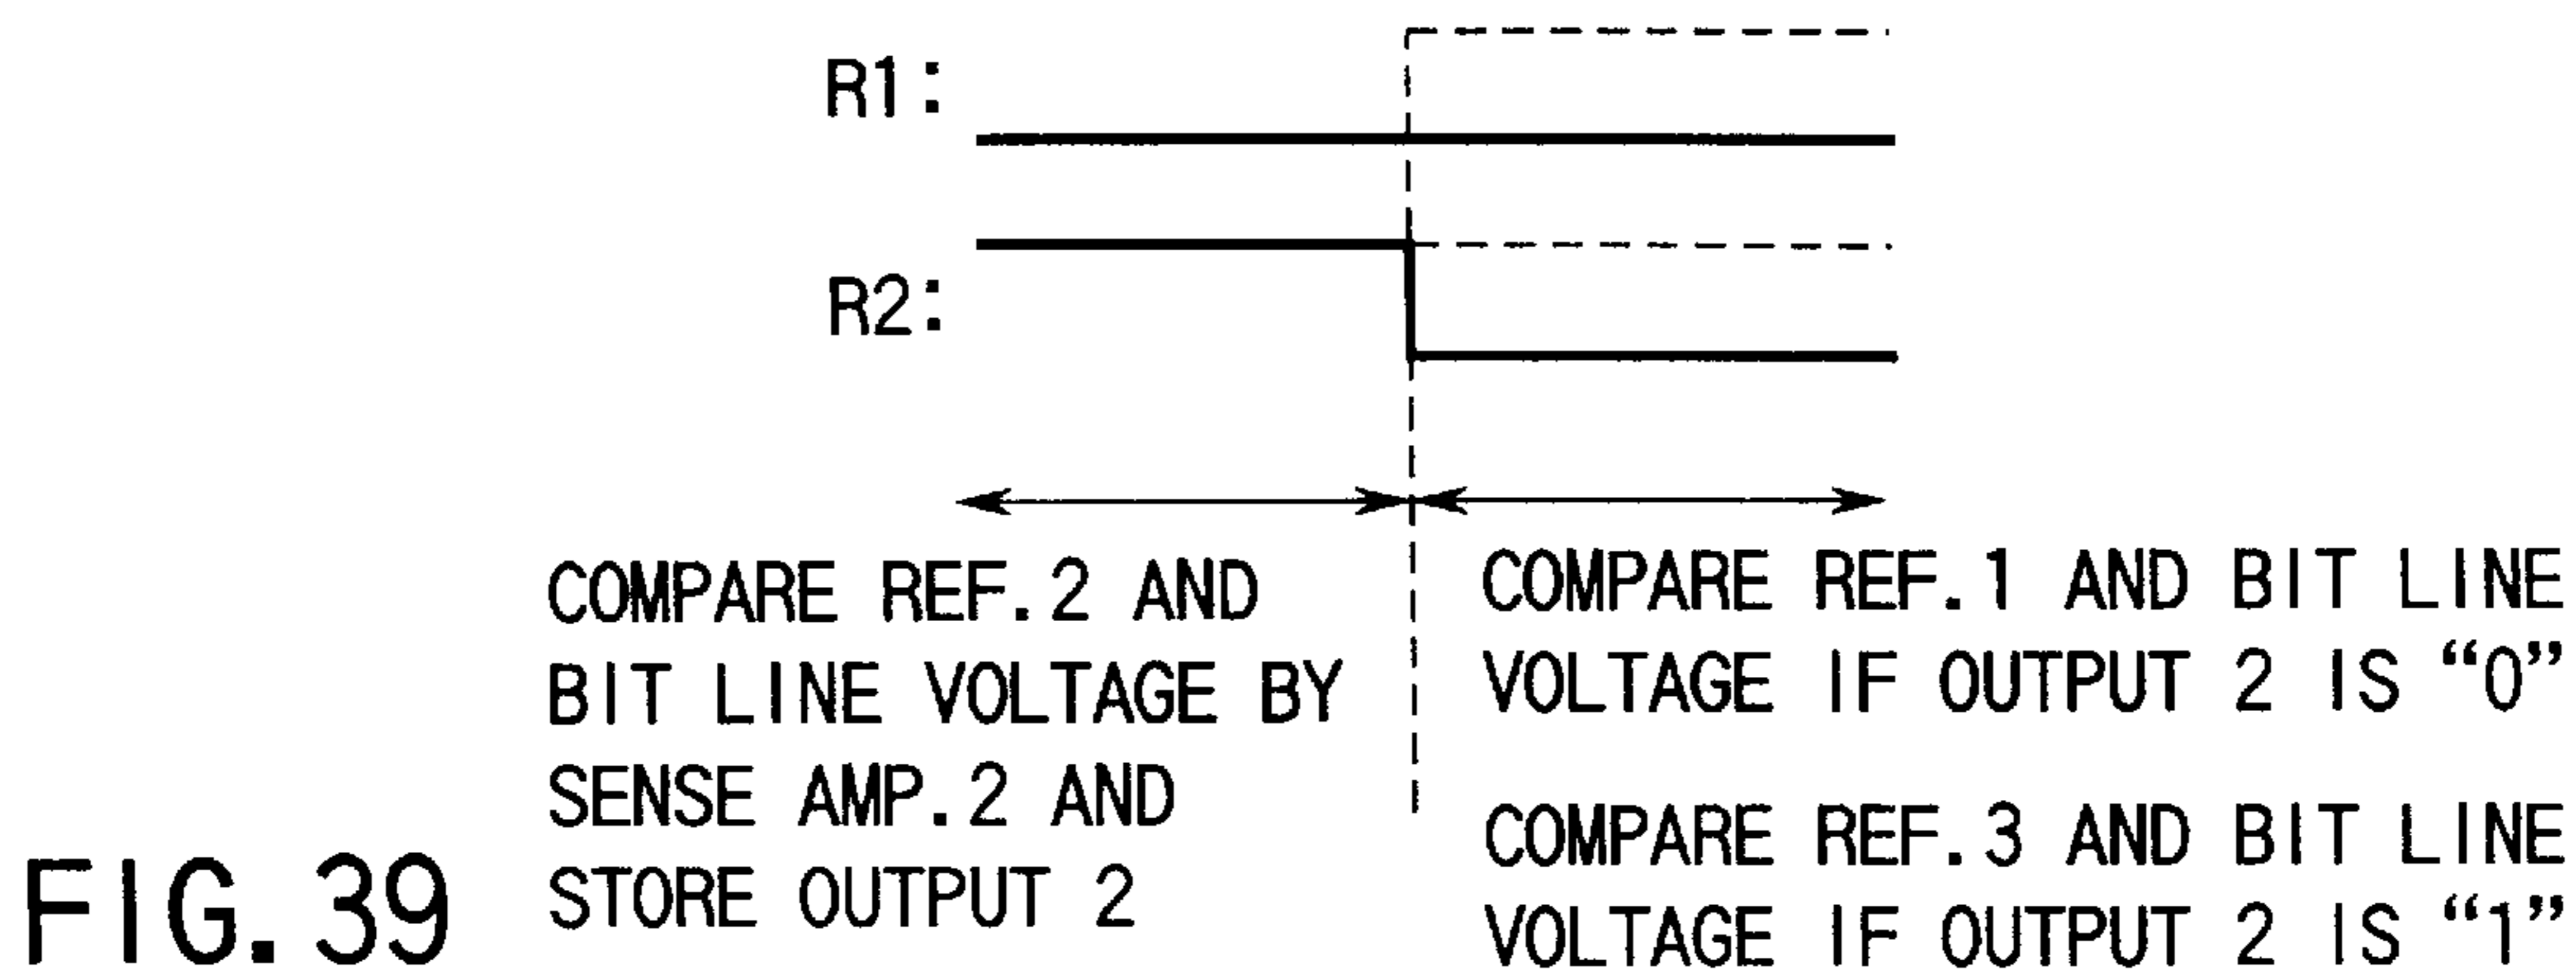 R1:
R2:
COMPARE REF.2 AND
BIT LINE VOLTAGE BY
SENSE AMP.2 AND
STORE OUTPUT 2
COMPARE REF.1 AND BIT LINE
VOLTAGE IF OUTPUT 2 IS “0”
COMPARE REF.3 AND BIT LINE
VOLTAGE IF OUTPUT 2 IS “1”
FIG.39